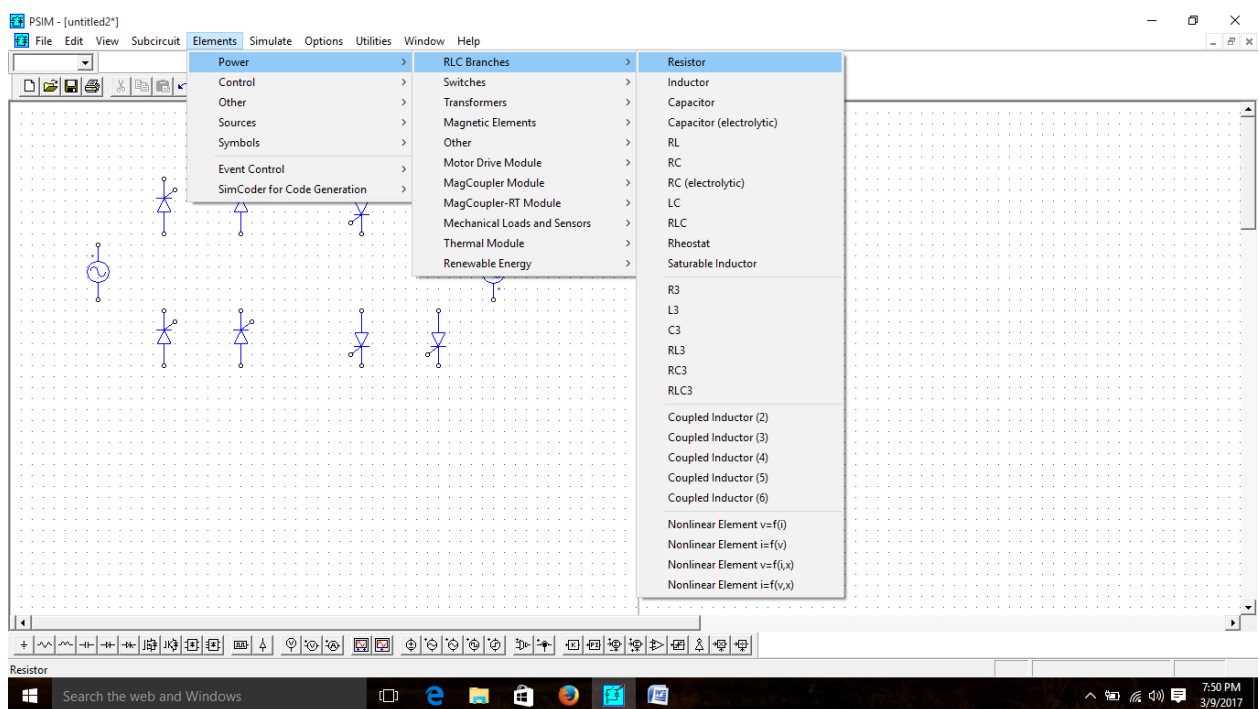 PSIM - [untitled2*]
File Edit View Subcircuit Elements Simulate Options Utilities Window Help
Power
Control
Other
Sources
Symbols
Event Control
SimCoder for Code Generation
RLC Branches
Switches
Transformers
Magnetic Elements
Other
Motor Drive Module
MagCoupler Module
MagCoupler-RT Module
Mechanical Loads and Sensors
Thermal Module
Renewable Energy
Resistor
Inductor
Capacitor
Capacitor (electrolytic)
RL
RC
RC (electrolytic)
LC
RLC
Rheostat
Saturable Inductor
R3
L3
C3
RL3
RC3
RLC3
Coupled Inductor (2)
Coupled Inductor (3)
Coupled Inductor (4)
Coupled Inductor (5)
Coupled Inductor (6)
Nonlinear Element v=f(i)
Nonlinear Element i=f(v)
Nonlinear Element v=f(i,x)
Nonlinear Element i=f(v,x)
Resistor
Search the web and Windows
7:50 PM
3/9/2017